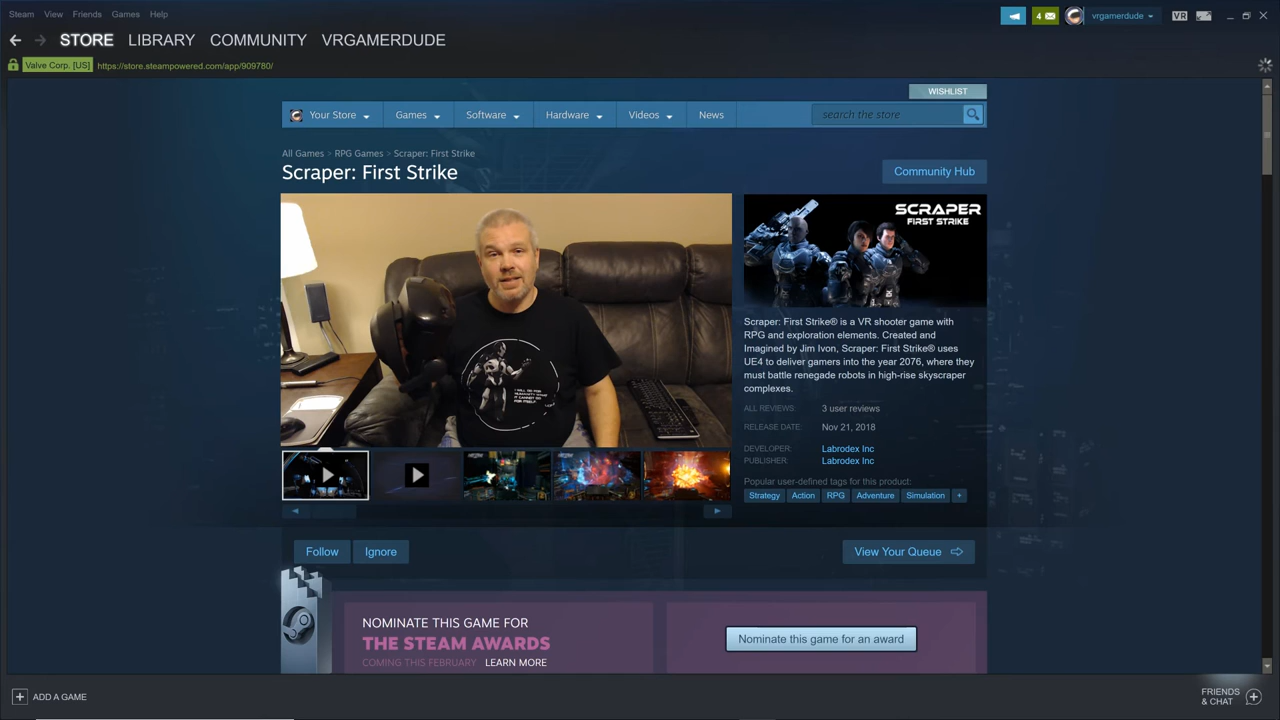 Steam View Friends Games Help
4 vrgamerdude VR
STORE LIBRARY COMMUNITY VRGAMERDUDE
Valve Corp. [US] https://store.steampowered.com/app/909780/
WISHLIST
Your Store Games Software Hardware Videos News search the store
All Games > RPG Games > Scraper: First Strike
Scraper: First Strike
Community Hub
SCRAPER
FIRST STRIKE
Scraper: First Strike® is a VR shooter game with
RPG and exploration elements. Created and
Imagined by Jim Ivon, Scraper: First Strike® uses
UE4 to deliver gamers into the year 2076, where they
must battle renegade robots in high-rise skyscraper
complexes.
ALL REVIEWS: 3 user reviews
RELEASE DATE: Nov 21, 2018
DEVELOPER: Labrodex Inc
PUBLISHER: Labrodex Inc
Popular user-defined tags for this product:
Strategy Action RPG Adventure Simulation +
Follow Ignore View Your Queue
NOMINATE THIS GAME FOR
THE STEAM AWARDS
COMING THIS FEBRUARY LEARN MORE
Nominate this game for an award
+ ADD A GAME
FRIENDS
& CHAT +